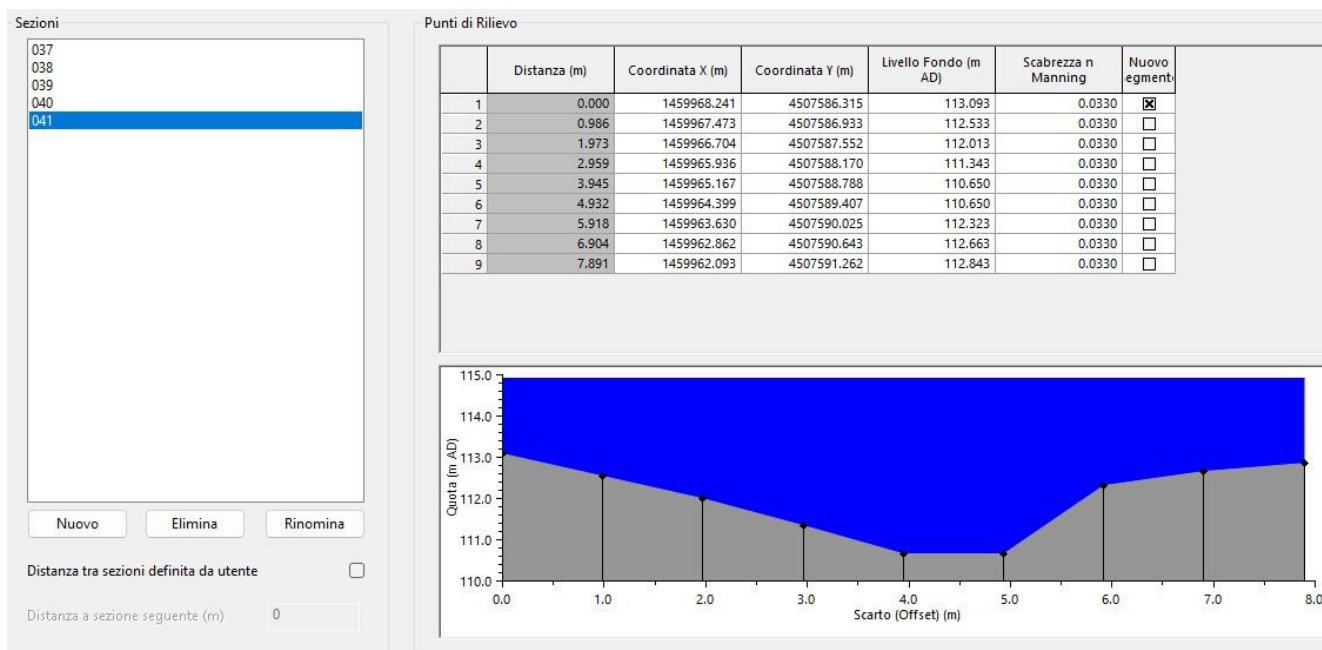 Sezioni
037
038
039
040
041
Nuovo Elimina Rinomina
Distanza tra sezioni definita da utente
Distanza a sezione seguente (m) 0
Punti di Rilievo
Distanza (m) Coordinata X (m) Coordinata Y (m) Livello Fondo (m AD) Scabrezza n Manning Nuovo egment
1 0.000 1459968.241 4507586.315 113.093 0.0330
2 0.986 1459967.473 4507586.933 112.533 0.0330
3 1.973 1459966.704 4507587.552 112.013 0.0330
4 2.959 1459965.936 4507588.170 111.343 0.0330
5 3.945 1459965.167 4507588.788 110.650 0.0330
6 4.932 1459964.399 4507589.407 110.650 0.0330
7 5.918 1459963.630 4507590.025 112.323 0.0330
8 6.904 1459962.862 4507590.643 112.663 0.0330
9 7.891 1459962.093 4507591.262 112.843 0.0330
115.0
114.0
113.0
112.0
111.0
110.0
Quota (m AD)
0.0 1.0 2.0 3.0 4.0 5.0 6.0 7.0 8.0
Scarto (Offset) (m)